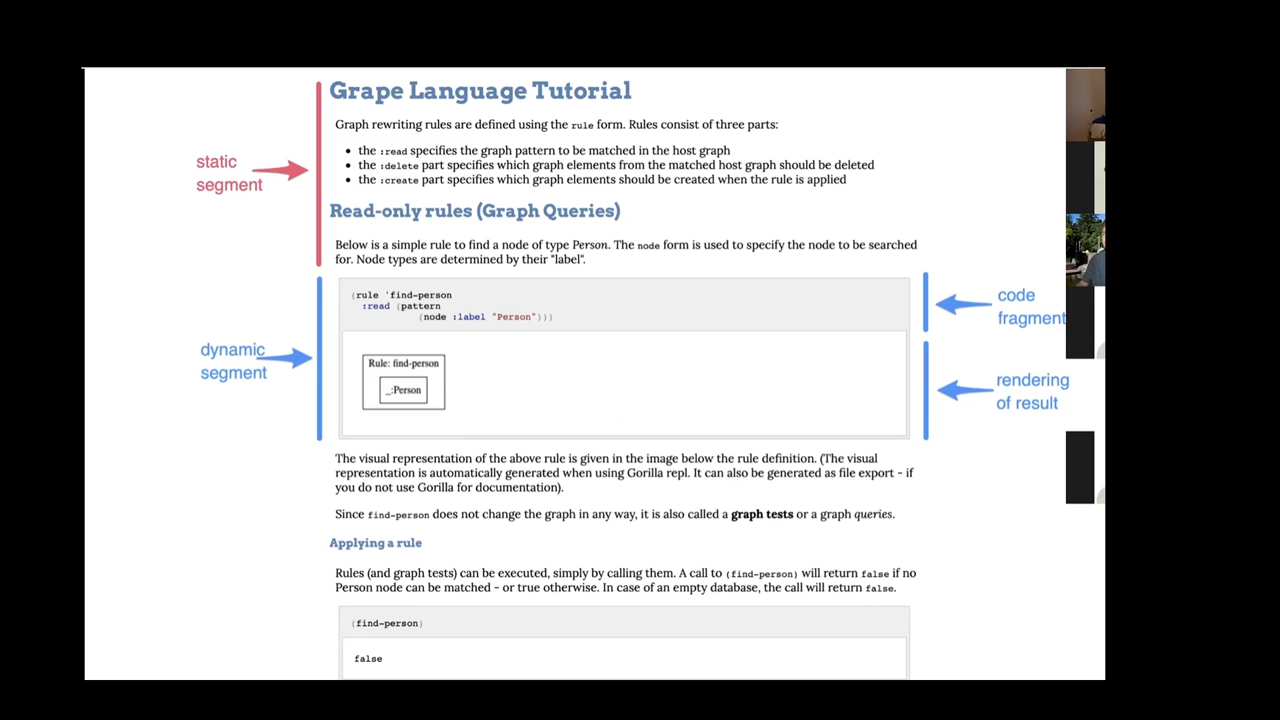 Grape Language Tutorial
Graph rewriting rules are defined using the rule form. Rules consist of three parts:
• the :read specifies the graph pattern to be matched in the host graph
• the :delete part specifies which graph elements from the matched host graph should be deleted
• the :create part specifies which graph elements should be created when the rule is applied
static
segment
Read-only rules (Graph Queries)
Below is a simple rule to find a node of type Person. The node form is used to specify the node to be searched
for. Node types are determined by their "label".
(rule 'find-person
:read (pattern
(node :label "Person")))
code
fragment
dynamic
segment
Rule: find-person
_:Person
rendering
of result
The visual representation of the above rule is given in the image below the rule definition. (The visual
representation is automatically generated when using Gorilla repl. It can also be generated as file export - if
you do not use Gorilla for documentation).
Since find-person does not change the graph in any way, it is also called a graph tests or a graph queries.
Applying a rule
Rules (and graph tests) can be executed, simply by calling them. A call to (find-person) will return false if no
Person node can be matched - or true otherwise. In case of an empty database, the call will return false.
(find-person)
false